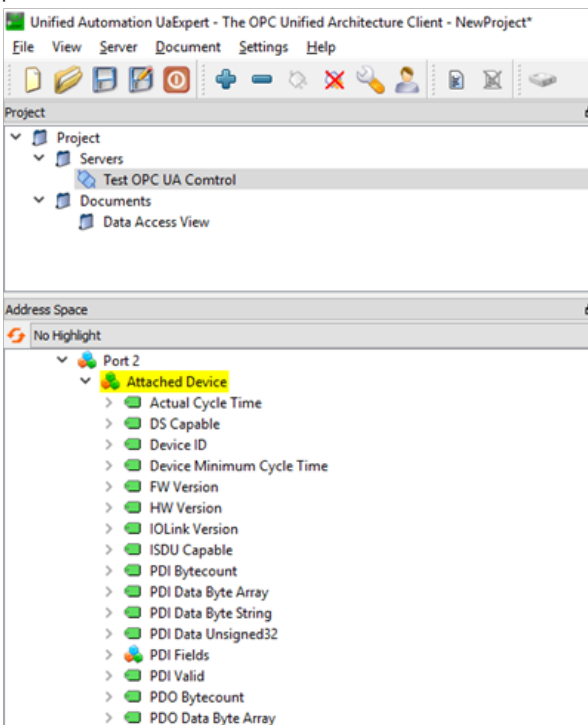 Unified Automation UaExpert - The OPC Unified Architecture Client - NewProject*
File View Server Document Settings Help
Project
Project
Servers
Test OPC UA Comtrol
Documents
Data Access View
Address Space
No Highlight
Port 2
Attached Device
Actual Cycle Time
DS Capable
Device ID
Device Minimum Cycle Time
FW Version
HW Version
IOLink Version
ISDU Capable
PDI Bytecount
PDI Data Byte Array
PDI Data Byte String
PDI Data Unsigned32
PDI Fields
PDI Valid
PDO Bytecount
PDO Data Byte Array